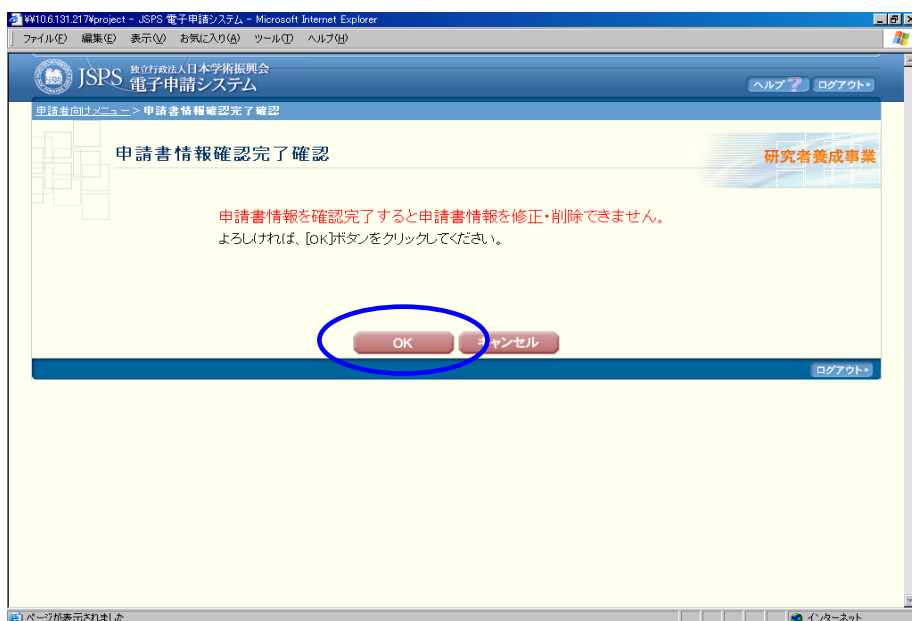 ¥¥10.6.131.217¥project - JSPS 電子申請システム - Microsoft Internet Explorer
ファイル(F) 編集(E) 表示(V) お気に入り(A) ツール(T) ヘルプ(H)
JSPS 独立行政法人日本学術振興会
電子申請システム
ヘルプ? ログアウト
申請者向けメニュー > 申請書情報確認完了確認
申請書情報確認完了確認
研究者養成事業
申請書情報を確認完了すると申請書情報を修正・削除できません。
よろしければ、[OK]ボタンをクリックしてください。
OK キャンセル
ログアウト
ページが表示されました インターネット